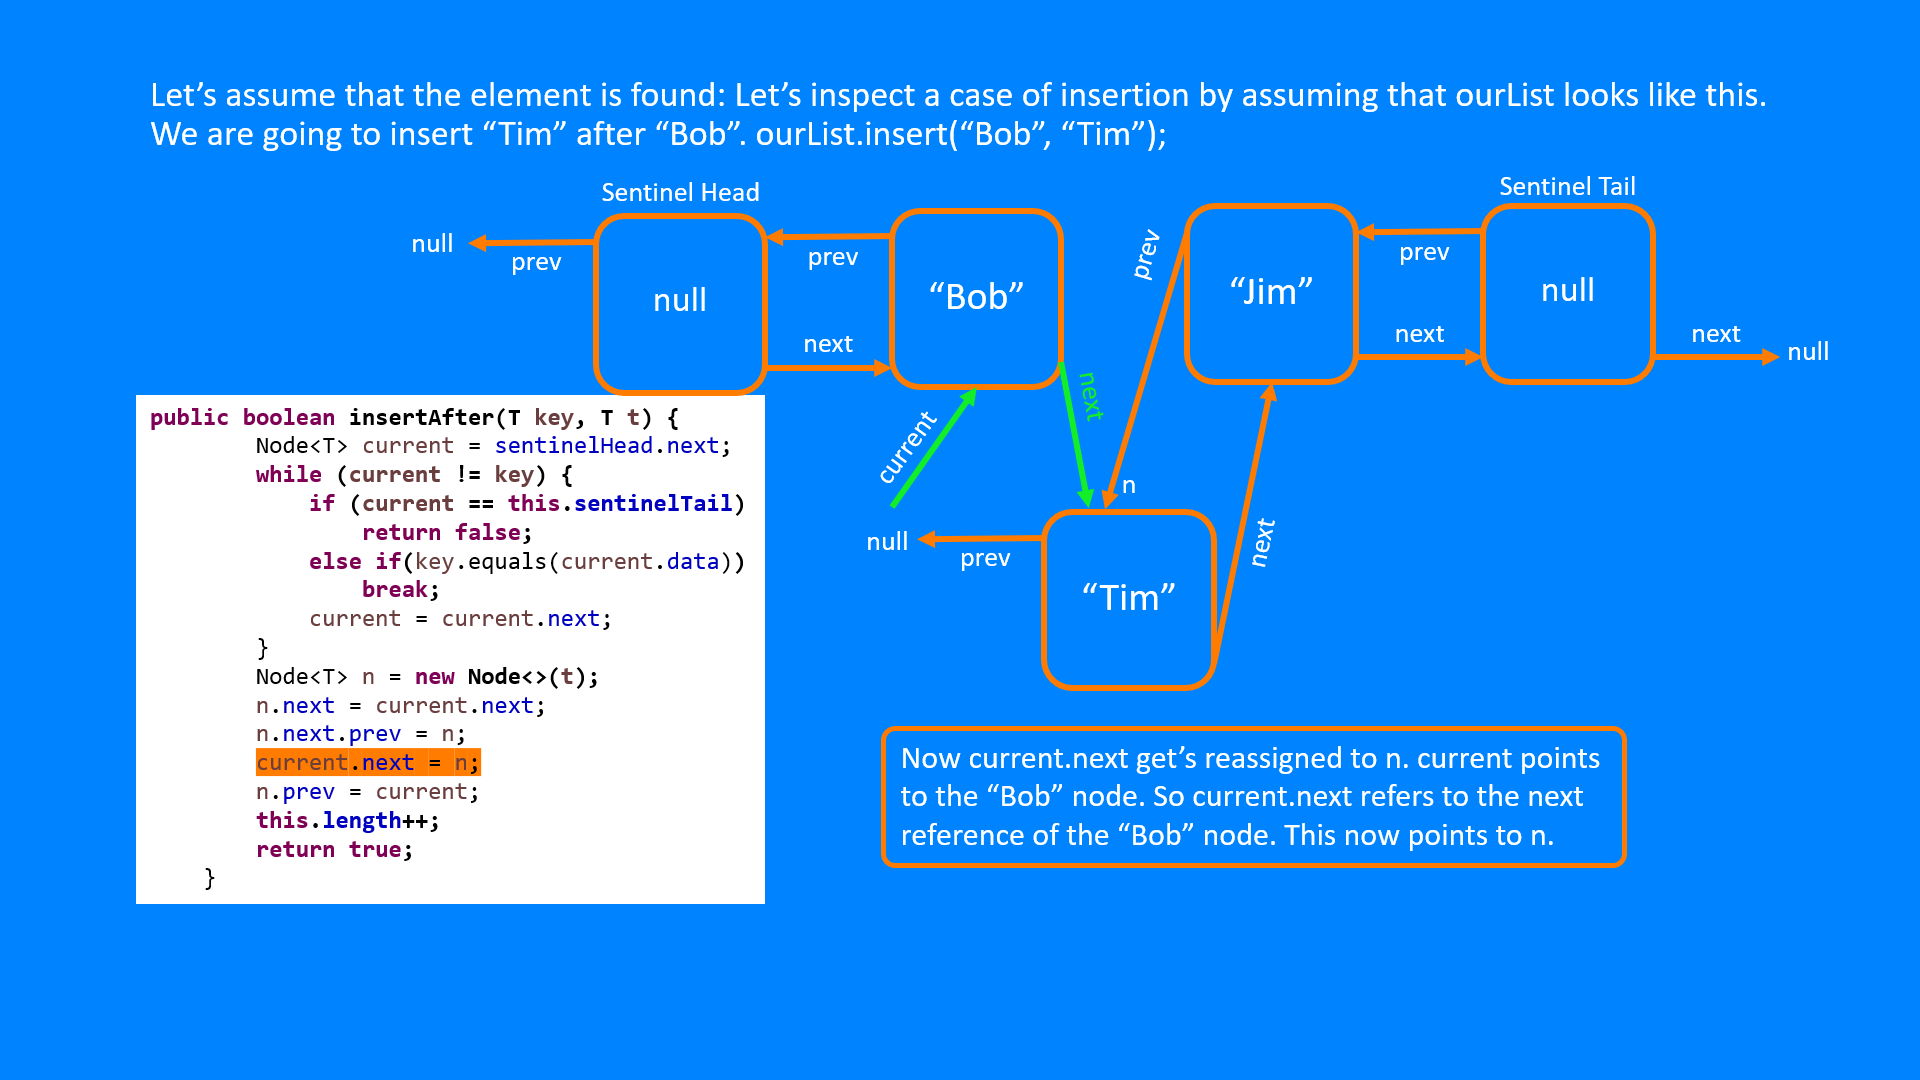 Let’s assume that the element is found: Let’s inspect a case of insertion by assuming that ourList looks like this.
We are going to insert “Tim” after “Bob”. ourList.insert(“Bob”, “Tim”);
Sentinel Head
Sentinel Tail
null
prev
null
next
prev
“Bob”
next
prev
“Jim”
prev
next
null
next
null
current
n
null
prev
“Tim”
next
public boolean insertAfter(T key, T t) {
Node<T> current = sentinelHead.next;
while (current != key) {
if (current == this.sentinelTail)
return false;
else if(key.equals(current.data))
break;
current = current.next;
}
Node<T> n = new Node<>(t);
n.next = current.next;
n.next.prev = n;
current.next = n;
n.prev = current;
this.length++;
return true;
}
Now current.next get’s reassigned to n. current points
to the “Bob” node. So current.next refers to the next
reference of the “Bob” node. This now points to n.